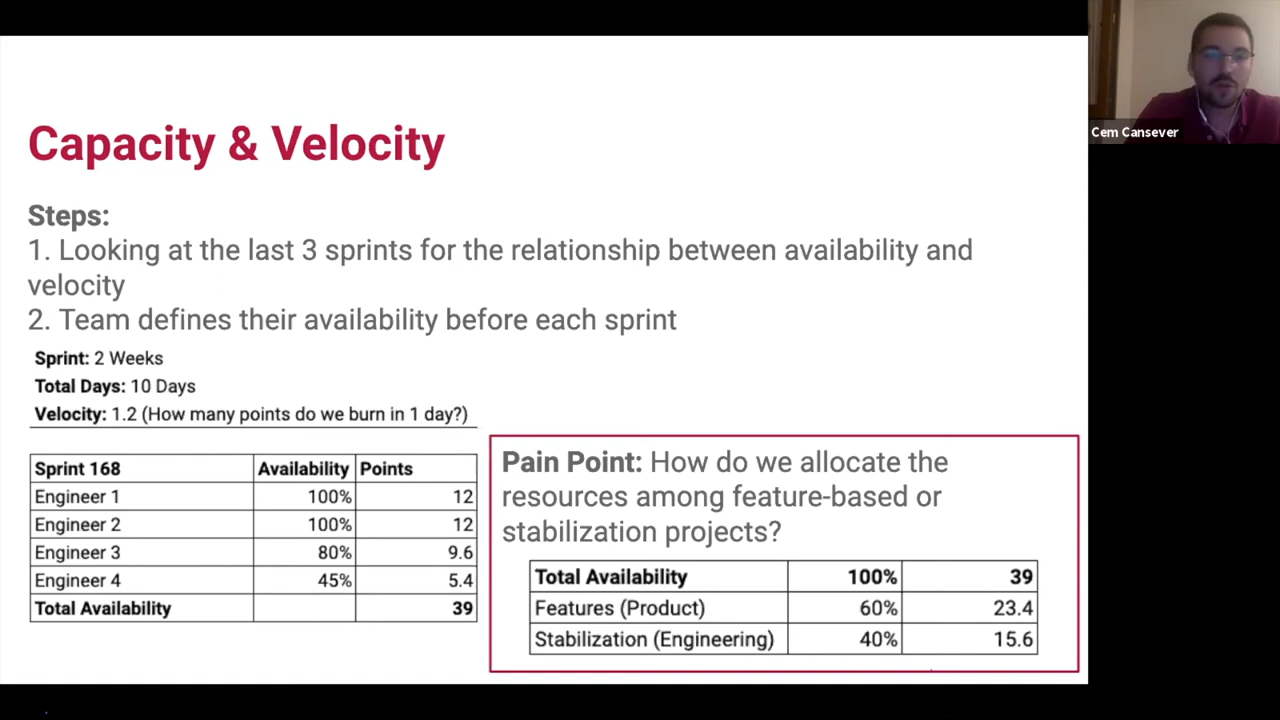 Capacity & Velocity
Steps:
1. Looking at the last 3 sprints for the relationship between availability and
velocity
2. Team defines their availability before each sprint
Sprint: 2 Weeks
Total Days: 10 Days
Velocity: 1.2 (How many points do we burn in 1 day?)
Sprint 168 Availability Points
Engineer 1 100% 12
Engineer 2 100% 12
Engineer 3 80% 9.6
Engineer 4 45% 5.4
Total Availability 39
Pain Point: How do we allocate the
resources among feature-based or
stabilization projects?
Total Availability 100% 39
Features (Product) 60% 23.4
Stabilization (Engineering) 40% 15.6
Cem Cansever